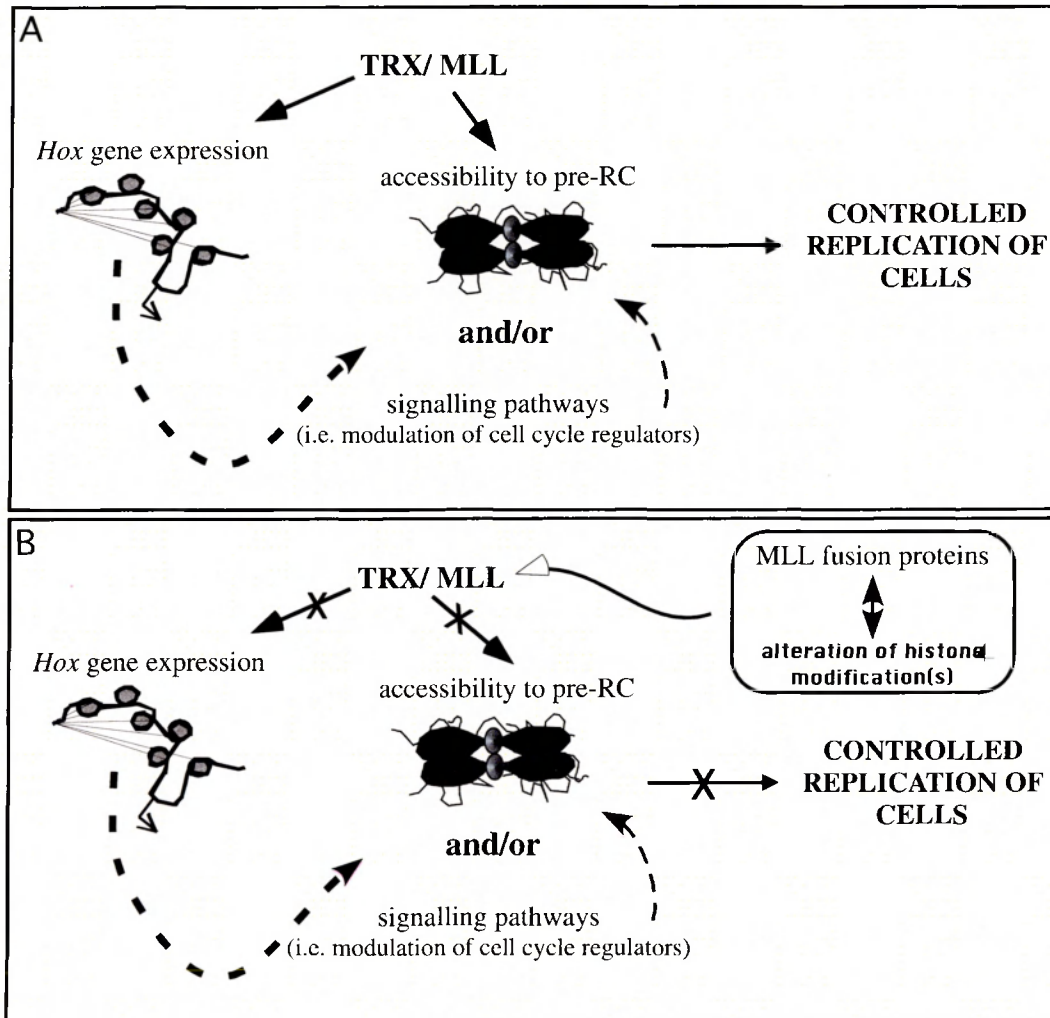 A
TRX/ MLL
Hox gene expression
accessibility to pre-RC
CONTROLLED
REPLICATION OF
CELLS
and/or
signalling pathways
(i.e. modulation of cell cycle regulators)
B
TRX/ MLL
MLL fusion proteins
alteration of histone
modification(s)
Hox gene expression
accessibility to pre-RC
CONTROLLED
REPLICATION OF
CELLS
and/or
signalling pathways
(i.e. modulation of cell cycle regulators)